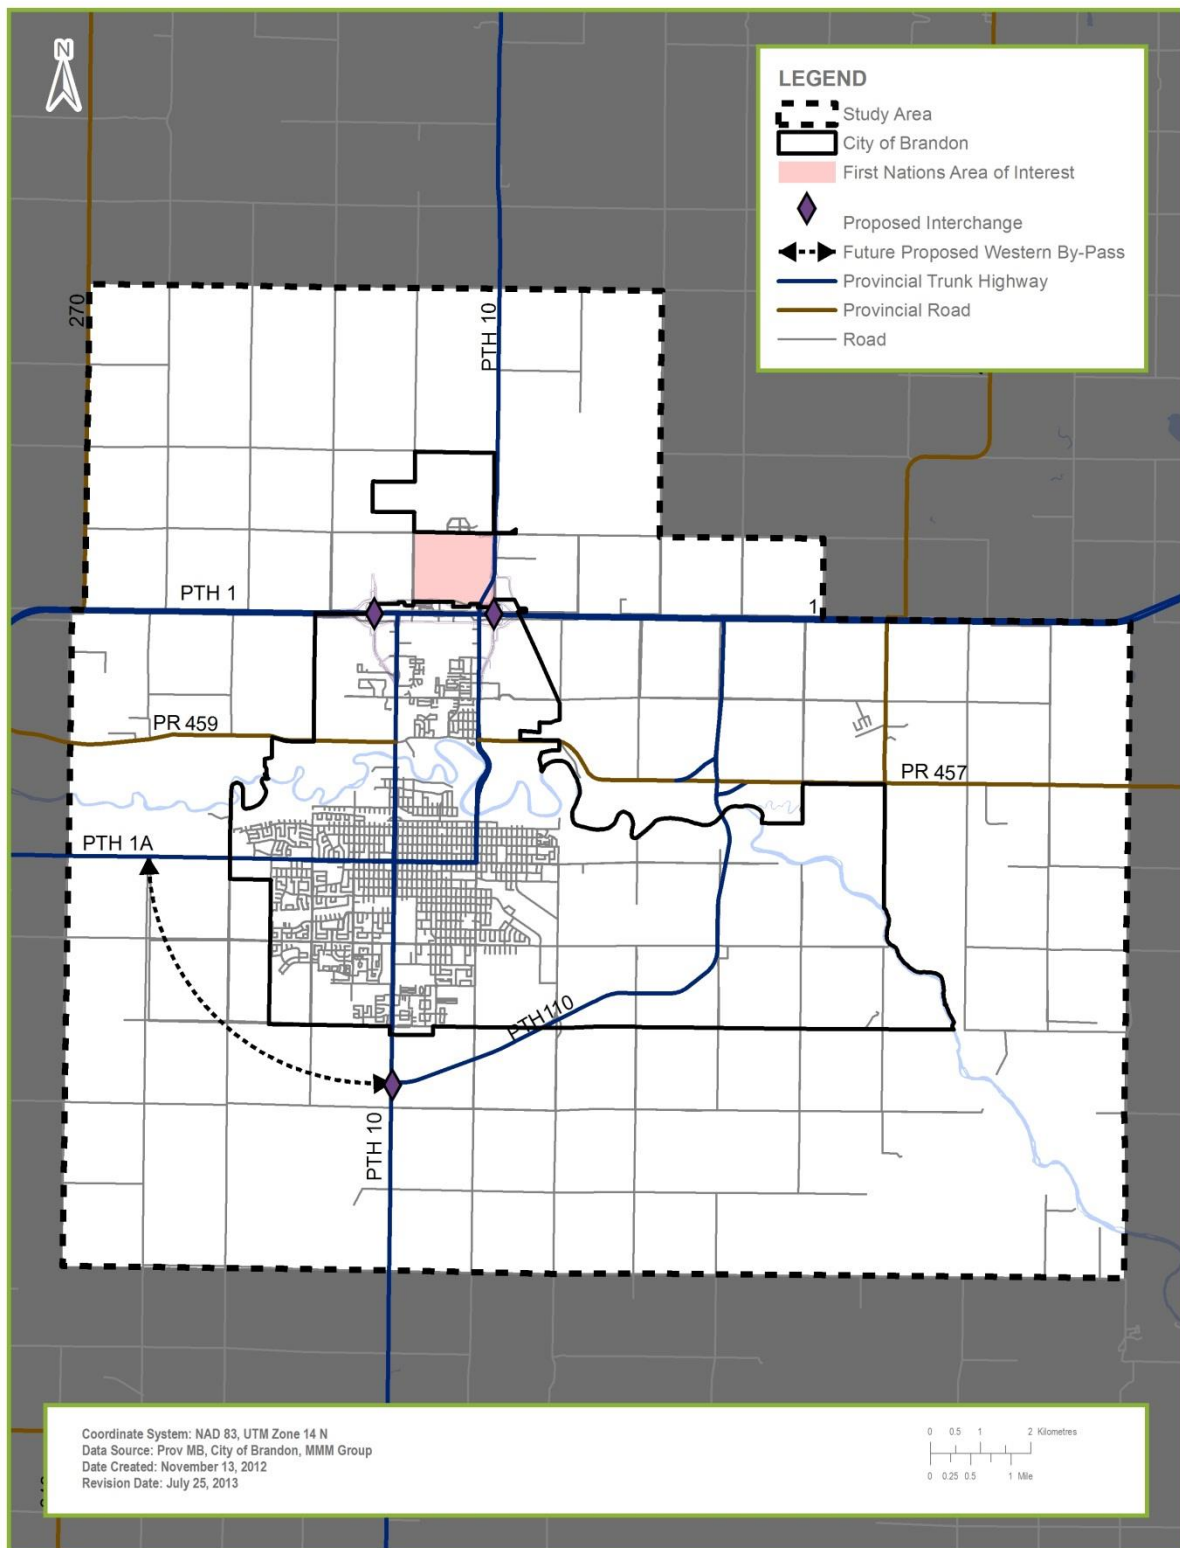 N
LEGEND
Study Area
City of Brandon
First Nations Area of Interest
Proposed Interchange
Future Proposed Western By-Pass
Provincial Trunk Highway
Provincial Road
Road
270
PTH 10
PTH 1
1
PR 459
PR 457
PTH 1A
PTH110
PTH 10
Coordinate System: NAD 83, UTM Zone 14 N
Data Source: Prov MB, City of Brandon, MMM Group
Date Created: November 13, 2012
Revision Date: July 25, 2013
0 0.5 1 2 Kilometres
0 0.25 0.5 1 Mile